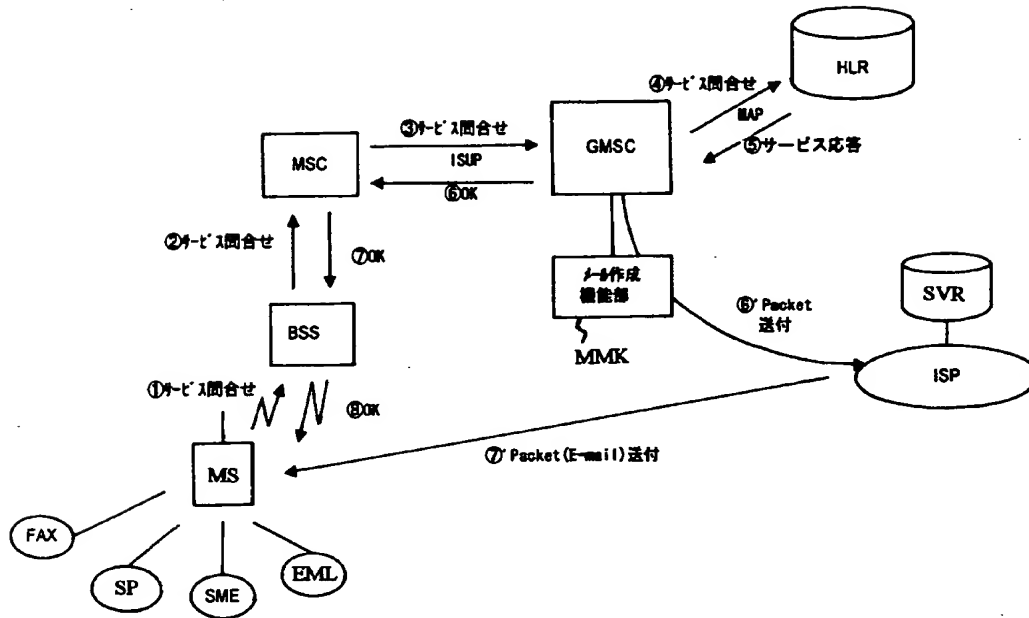 HLR
④ｻｰﾋﾞｽ問合せ
MAP
③ｻｰﾋﾞｽ問合せ
GMSC
⑤サービス応答
MSC
ISUP
⑥OK
②ｻｰﾋﾞｽ問合せ
⑦OK
ﾒｰﾙ作成
機能部
SVR
⑥' Packet
送付
BSS
MMK
ISP
①ｻｰﾋﾞｽ問合せ
⑧OK
⑦' Packet(E-mail)送付
MS
FAX
SP
SME
EML